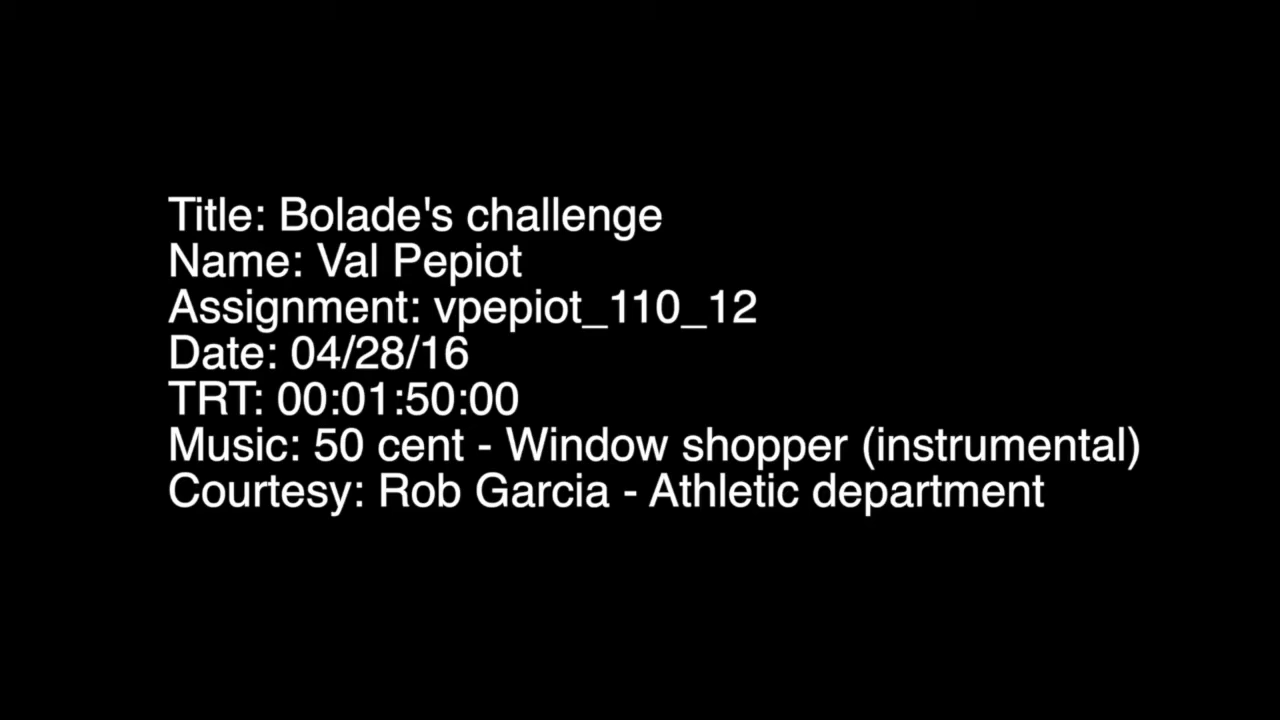 Title: Bolade's challenge
Name: Val Pepiot
Assignment: vpepiot_110_12
Date: 04/28/16
TRT: 00:01:50:00
Music: 50 cent - Window shopper (instrumental)
Courtesy: Rob Garcia - Athletic department